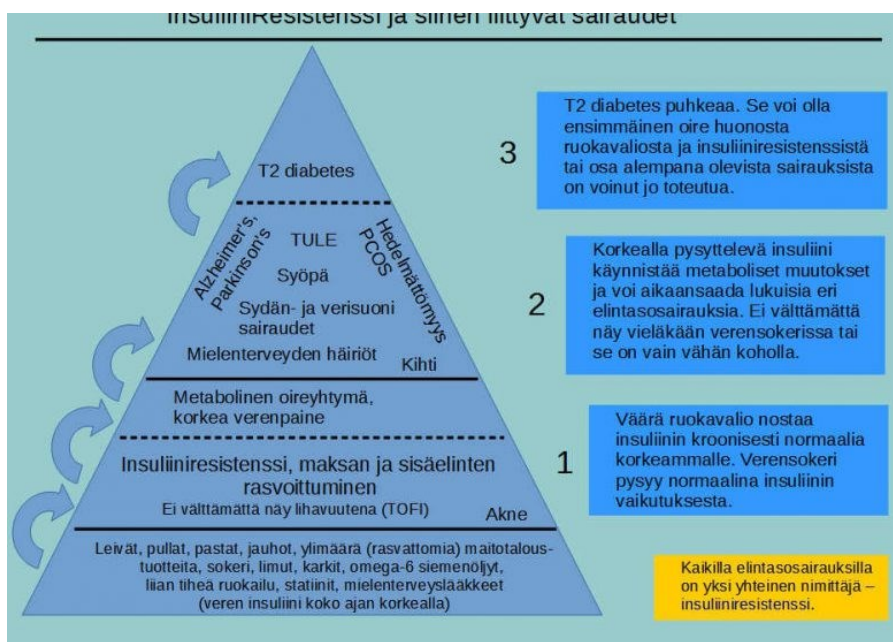 InsuliiniResistenssi ja siihen liittyvät sairaudet
T2 diabetes
Alzheimer's,
Parkinson's
TULE
Syöpä
Sydän- ja verisuoni
sairaudet
Mielenterveyden häiriöt
Hedelmättömyys
PCOS
Kihti
Metabolinen oireyhtymä,
korkea verenpaine
Insuliiniresistenssi, maksan ja sisäelinten
rasvoittuminen
Ei välttämättä näy lihavuutena (TOFI)
Akne
Leivät, pullat, pastat, jauhot, ylimäärä (rasvattomia) maitotalous-
tuotteita, sokeri, limut, karkit, omega-6 siemenöljyt,
liian tiheä ruokailu, statiinit, mielenterveyslääkkeet
(veren insuliini koko ajan korkealla)
3
T2 diabetes puhkeaa. Se voi olla
ensimmäinen oire huonosta
ruokavaliosta ja insuliiniresistenssistä
tai osa alempana olevista sairauksista
on voinut jo toteutua.
2
Korkealla pysyttelevä insuliini
käynnistää metaboliset muutokset
ja voi aikaansaada lukuisia eri
elintasosairauksia. Ei välttämättä
näy vieläkään verensokerissa tai
se on vain vähän koholla.
1
Väärä ruokavalio nostaa
insuliinin kroonisesti normaalia
korkeammalle. Verensokeri
pysyy normaalina insuliinin
vaikutuksesta.
Kaikilla elintasosairauksilla
on yksi yhteinen nimittäjä –
insuliiniresistenssi.